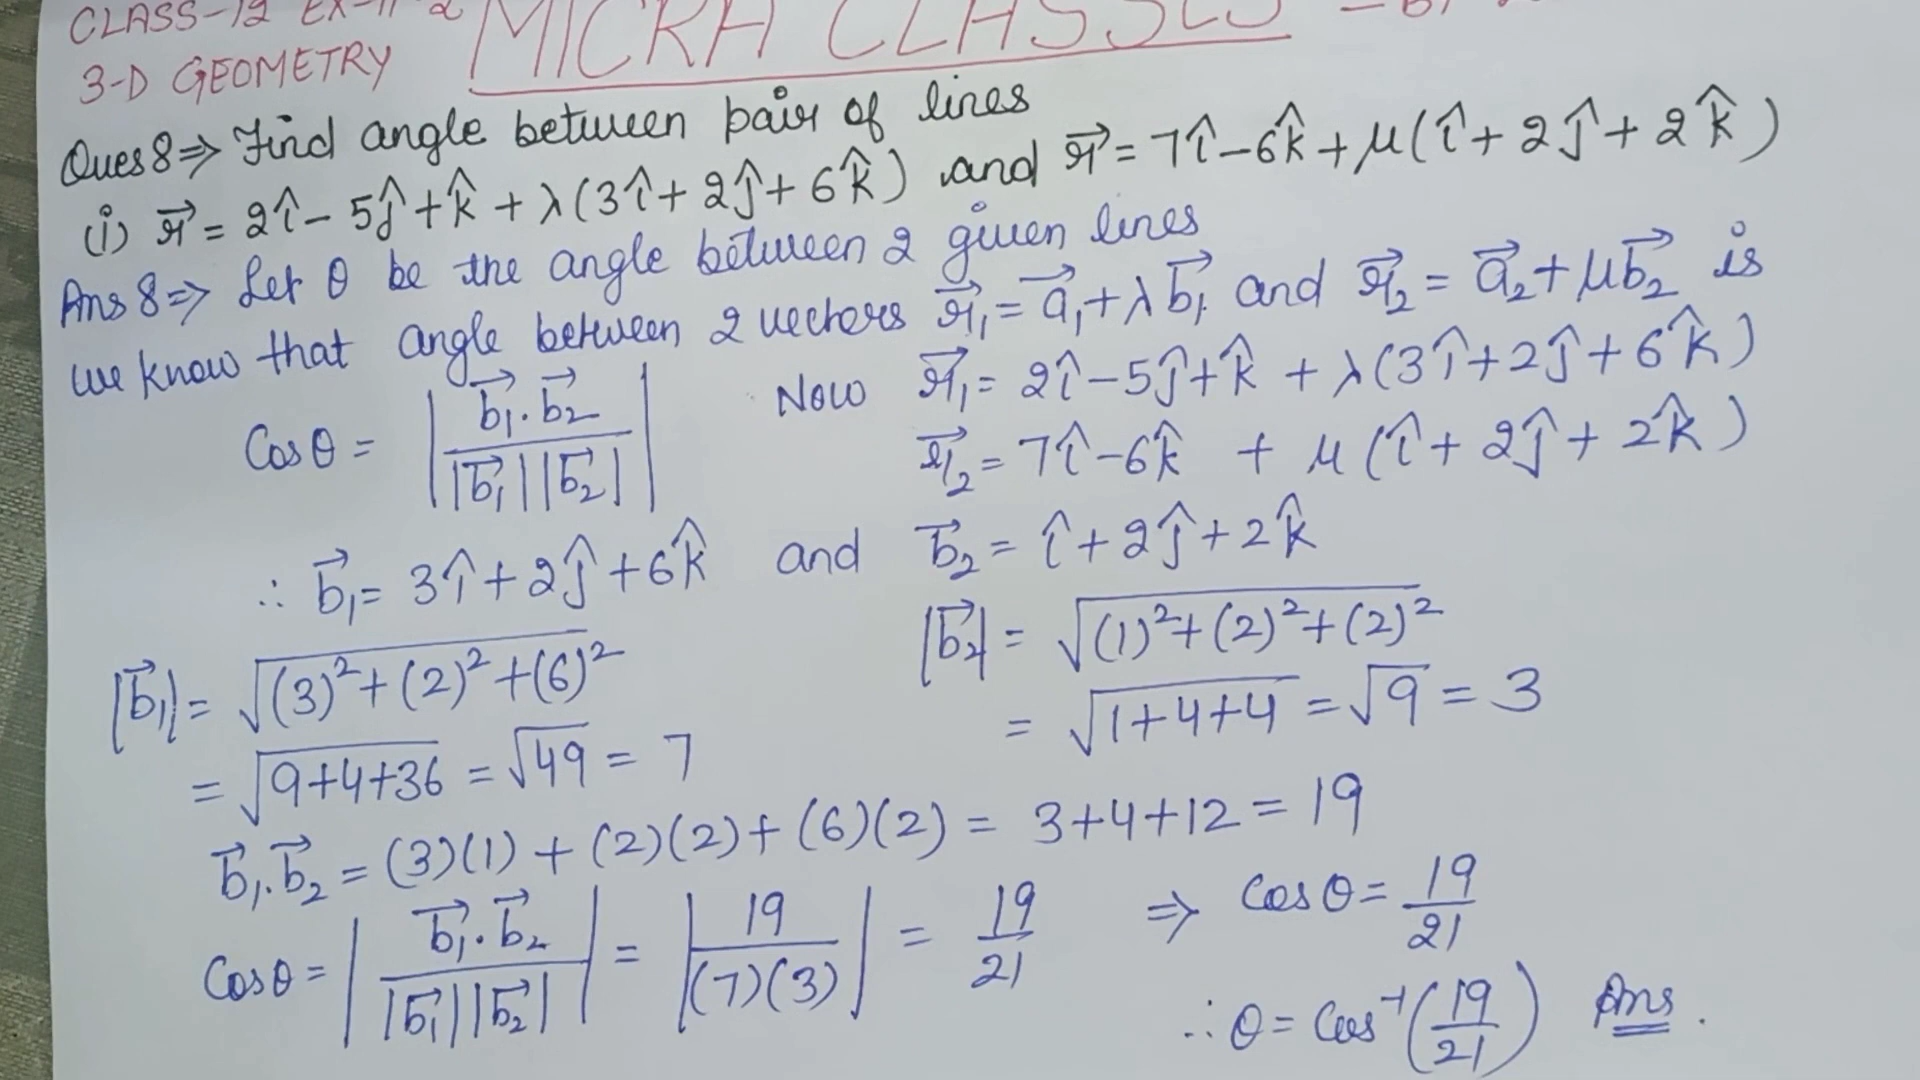 CLASS-12 EX-11.2
MICRA CLASSES
3-D GEOMETRY
Ques 8⇒ Find angle between pair of lines
(i) r⃗ = 2î − 5ĵ + k̂ + λ(3î + 2ĵ + 6k̂) and r⃗ = 7î − 6k̂ + μ(î + 2ĵ + 2k̂)
Ans 8⇒ Let θ be the angle between 2 given lines
we know that angle between 2 vectors r⃗₁ = a⃗₁ + λb⃗₁ and r⃗₂ = a⃗₂ + μb⃗₂ is
Cosθ = |b⃗₁.b⃗₂ / |b⃗₁||b⃗₂||
Now r⃗₁ = 2î − 5ĵ + k̂ + λ(3î + 2ĵ + 6k̂)
r⃗₂ = 7î − 6k̂ + μ(î + 2ĵ + 2k̂)
∴ b⃗₁ = 3î + 2ĵ + 6k̂ and b⃗₂ = î + 2ĵ + 2k̂
|b⃗₁| = √(3)² + (2)² + (6)²
= √9+4+36 = √49 = 7
|b⃗₂| = √(1)² + (2)² + (2)²
= √1+4+4 = √9 = 3
b⃗₁.b⃗₂ = (3)(1) + (2)(2) + (6)(2) = 3+4+12 = 19
Cosθ = |b⃗₁.b⃗₂ / |b⃗₁||b⃗₂|| = |19 / (7)(3)| = 19/21 ⇒ Cosθ = 19/21
∴ θ = Cos⁻¹(19/21) Ans.